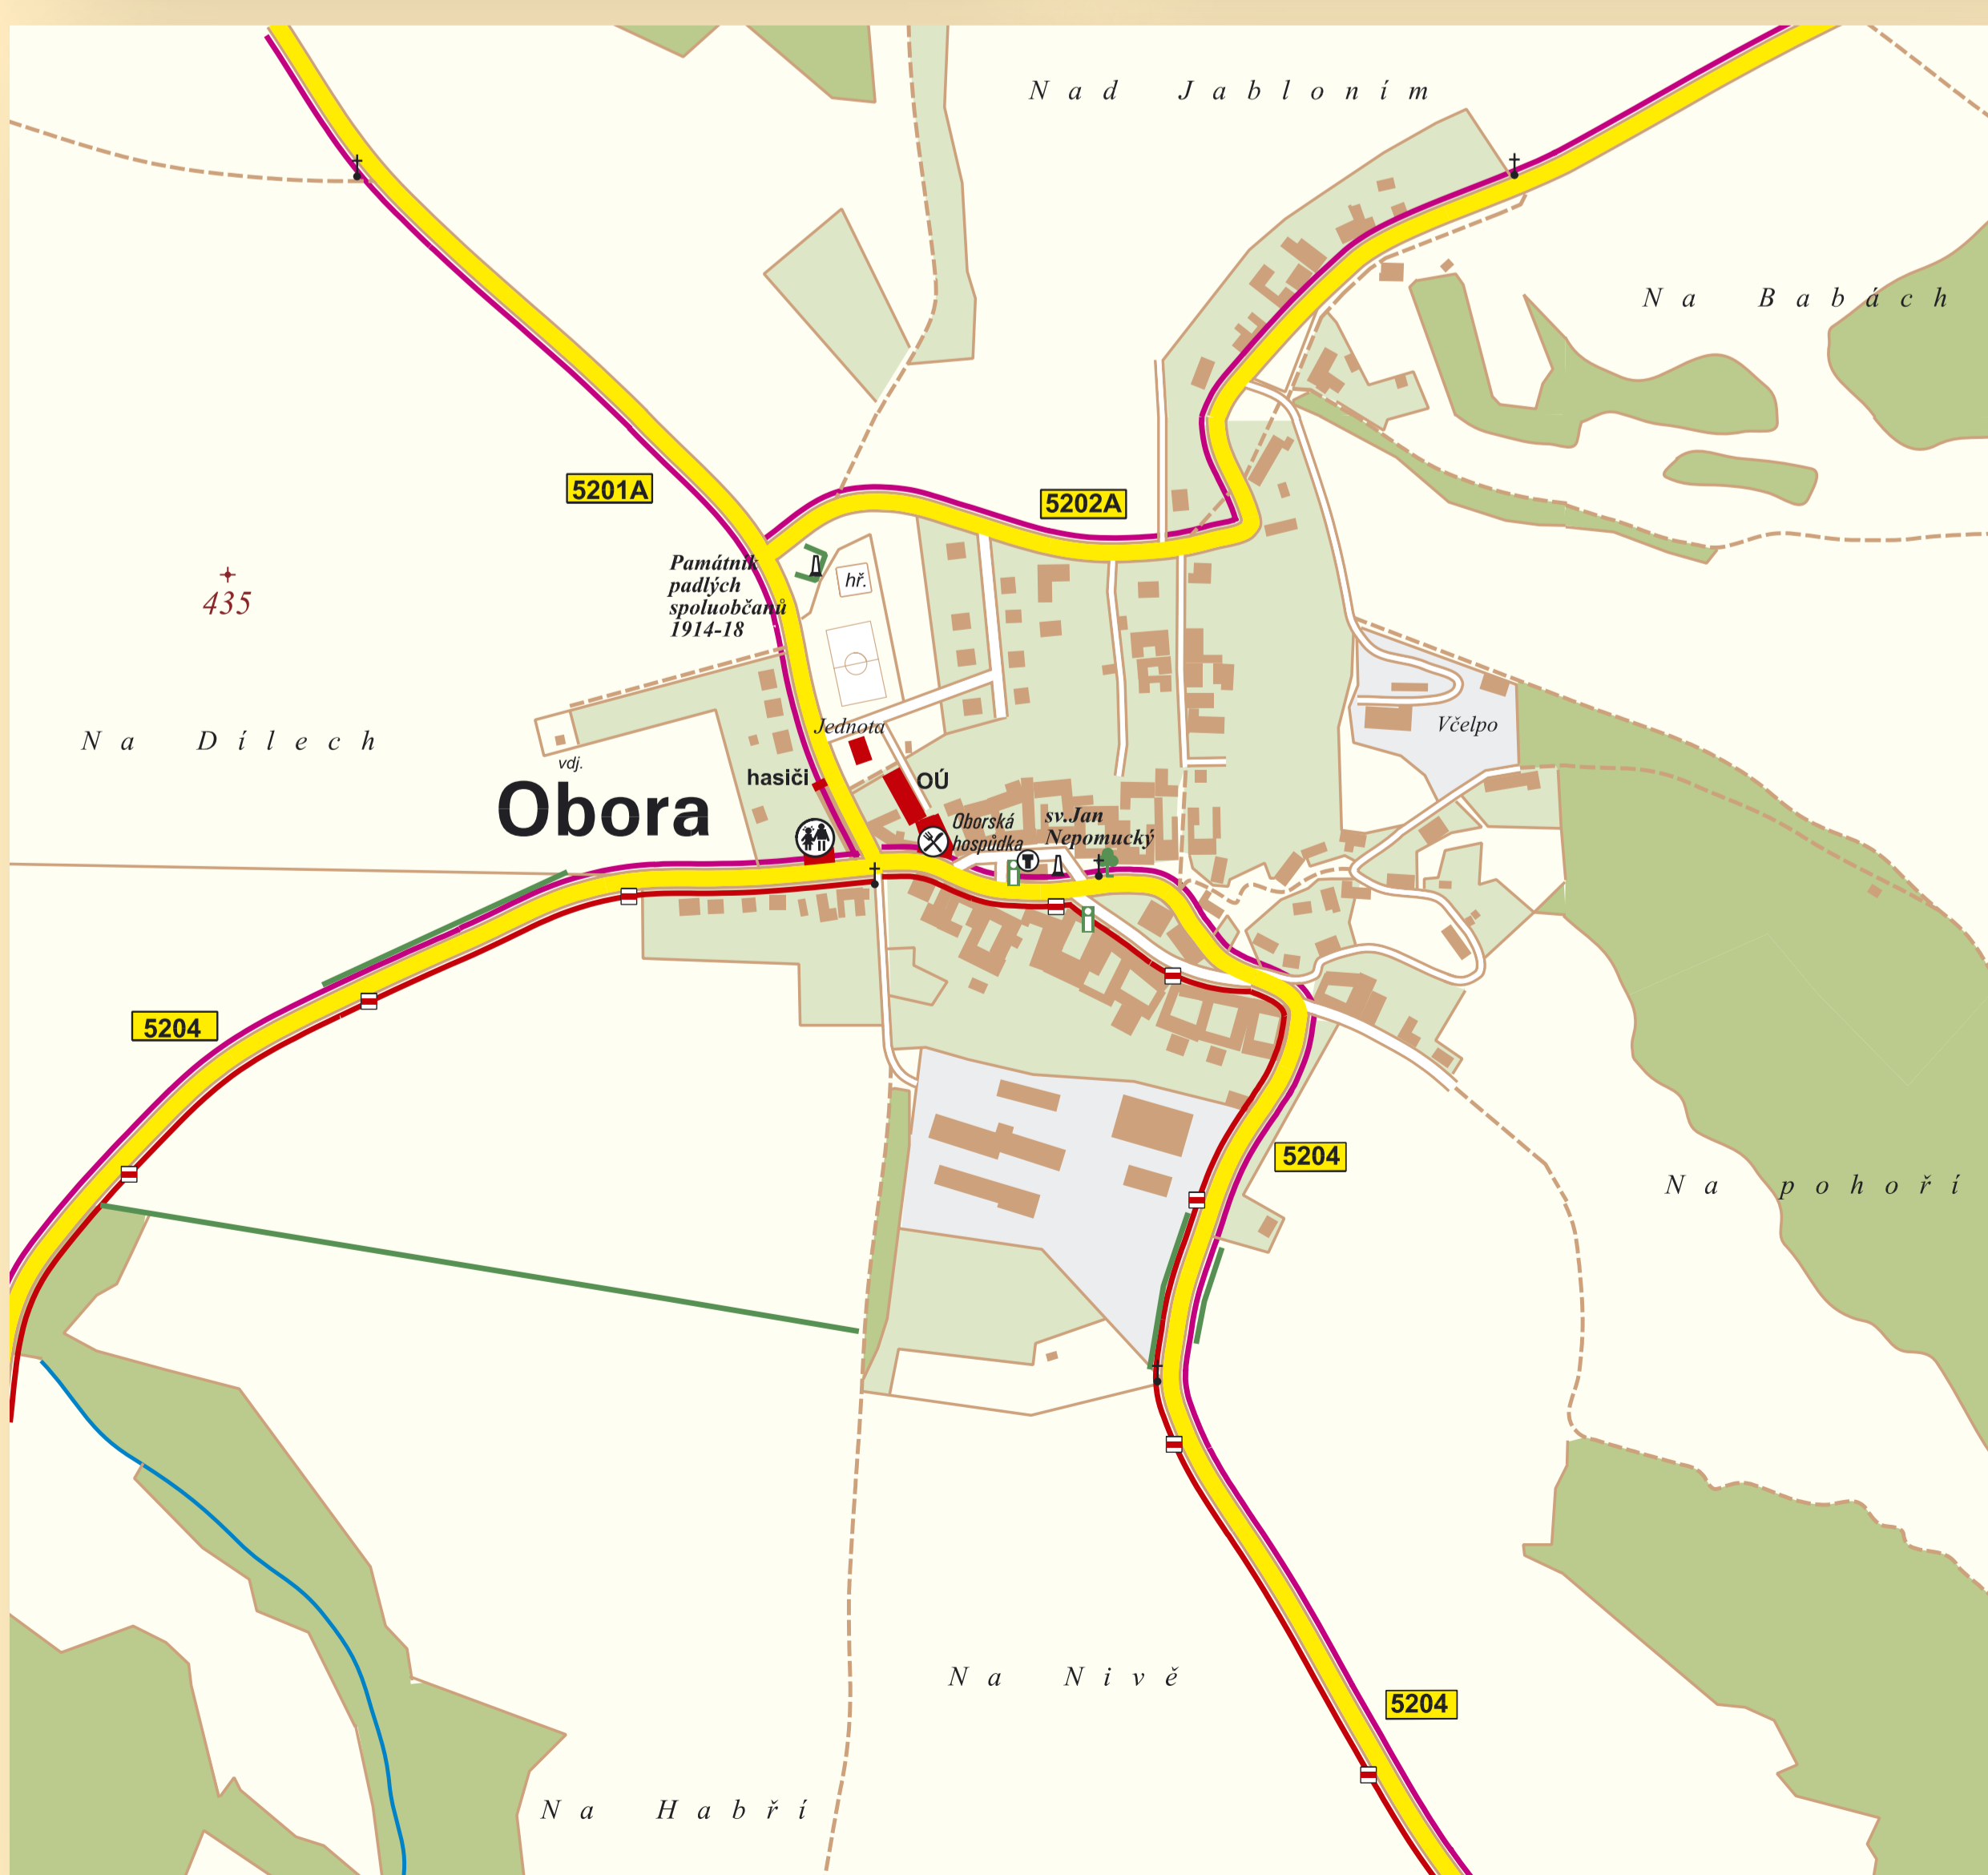 Nad Jabloním
Na Babách
5201A
5202A
Památník
padlých
spoluobčanů
1914-18
hř.
435
Na Dílech
Jednota
Včelpo
vdj.
hasiči
OÚ
Obora
Oborská
hospůdka
sv.Jan
Nepomucký
T
5204
5204
Na pohoří
Na Nivě
5204
Na Habří